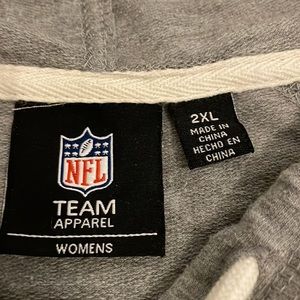 NFL
TEAM
APPAREL
WOMENS
2XL
MADE IN
CHINA
HECHO EN
CHINA